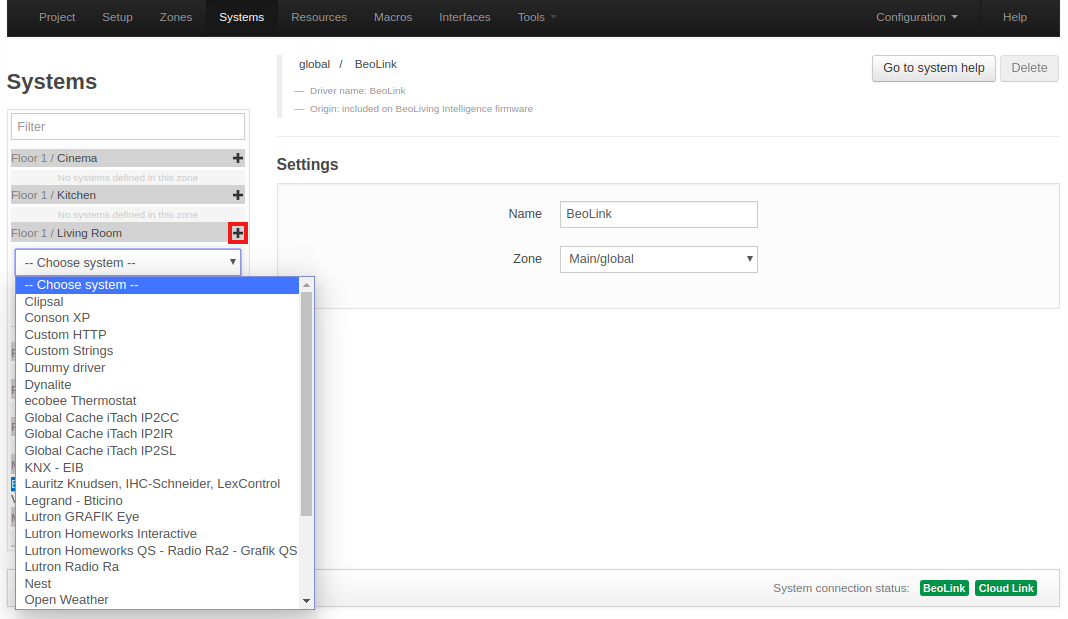 Project Setup Zones Systems Resources Macros Interfaces Tools Configuration Help
Systems
Filter
Floor 1 / Cinema
No systems defined in this zone
Floor 1 / Kitchen
No systems defined in this zone
Floor 1 / Living Room
-- Choose system --
-- Choose system --
Clipsal
Conson XP
Custom HTTP
Custom Strings
Dummy driver
Dynalite
ecobee Thermostat
Global Cache iTach IP2CC
Global Cache iTach IP2IR
Global Cache iTach IP2SL
KNX - EIB
Lauritz Knudsen, IHC-Schneider, LexControl
Legrand - Bticino
Lutron GRAFIK Eye
Lutron Homeworks Interactive
Lutron Homeworks QS - Radio Ra2 - Grafik QS
Lutron Radio Ra
Nest
Open Weather
global / BeoLink
— Driver name: BeoLink
— Origin: included on BeoLiving Intelligence firmware
Go to system help Delete
Settings
Name BeoLink
Zone Main/global
System connection status: BeoLink Cloud Link